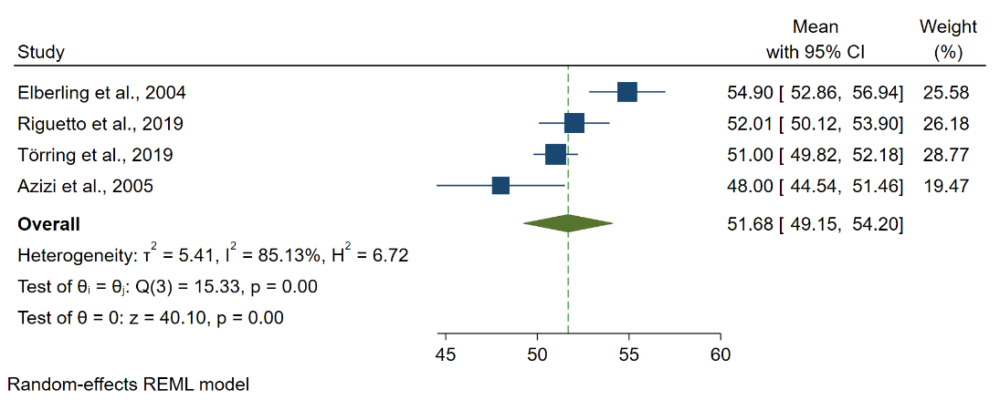 Mean Weight
Study with 95% CI (%)
Elberling et al., 2004 54.90 [ 52.86, 56.94] 25.58
Riguetto et al., 2019 52.01 [ 50.12, 53.90] 26.18
Törring et al., 2019 51.00 [ 49.82, 52.18] 28.77
Azizi et al., 2005 48.00 [ 44.54, 51.46] 19.47
Overall 51.68 [ 49.15, 54.20]
Heterogeneity: τ² = 5.41, I² = 85.13%, H² = 6.72
Test of θᵢ = θⱼ: Q(3) = 15.33, p = 0.00
Test of θ = 0: z = 40.10, p = 0.00
45 50 55 60
Random-effects REML model